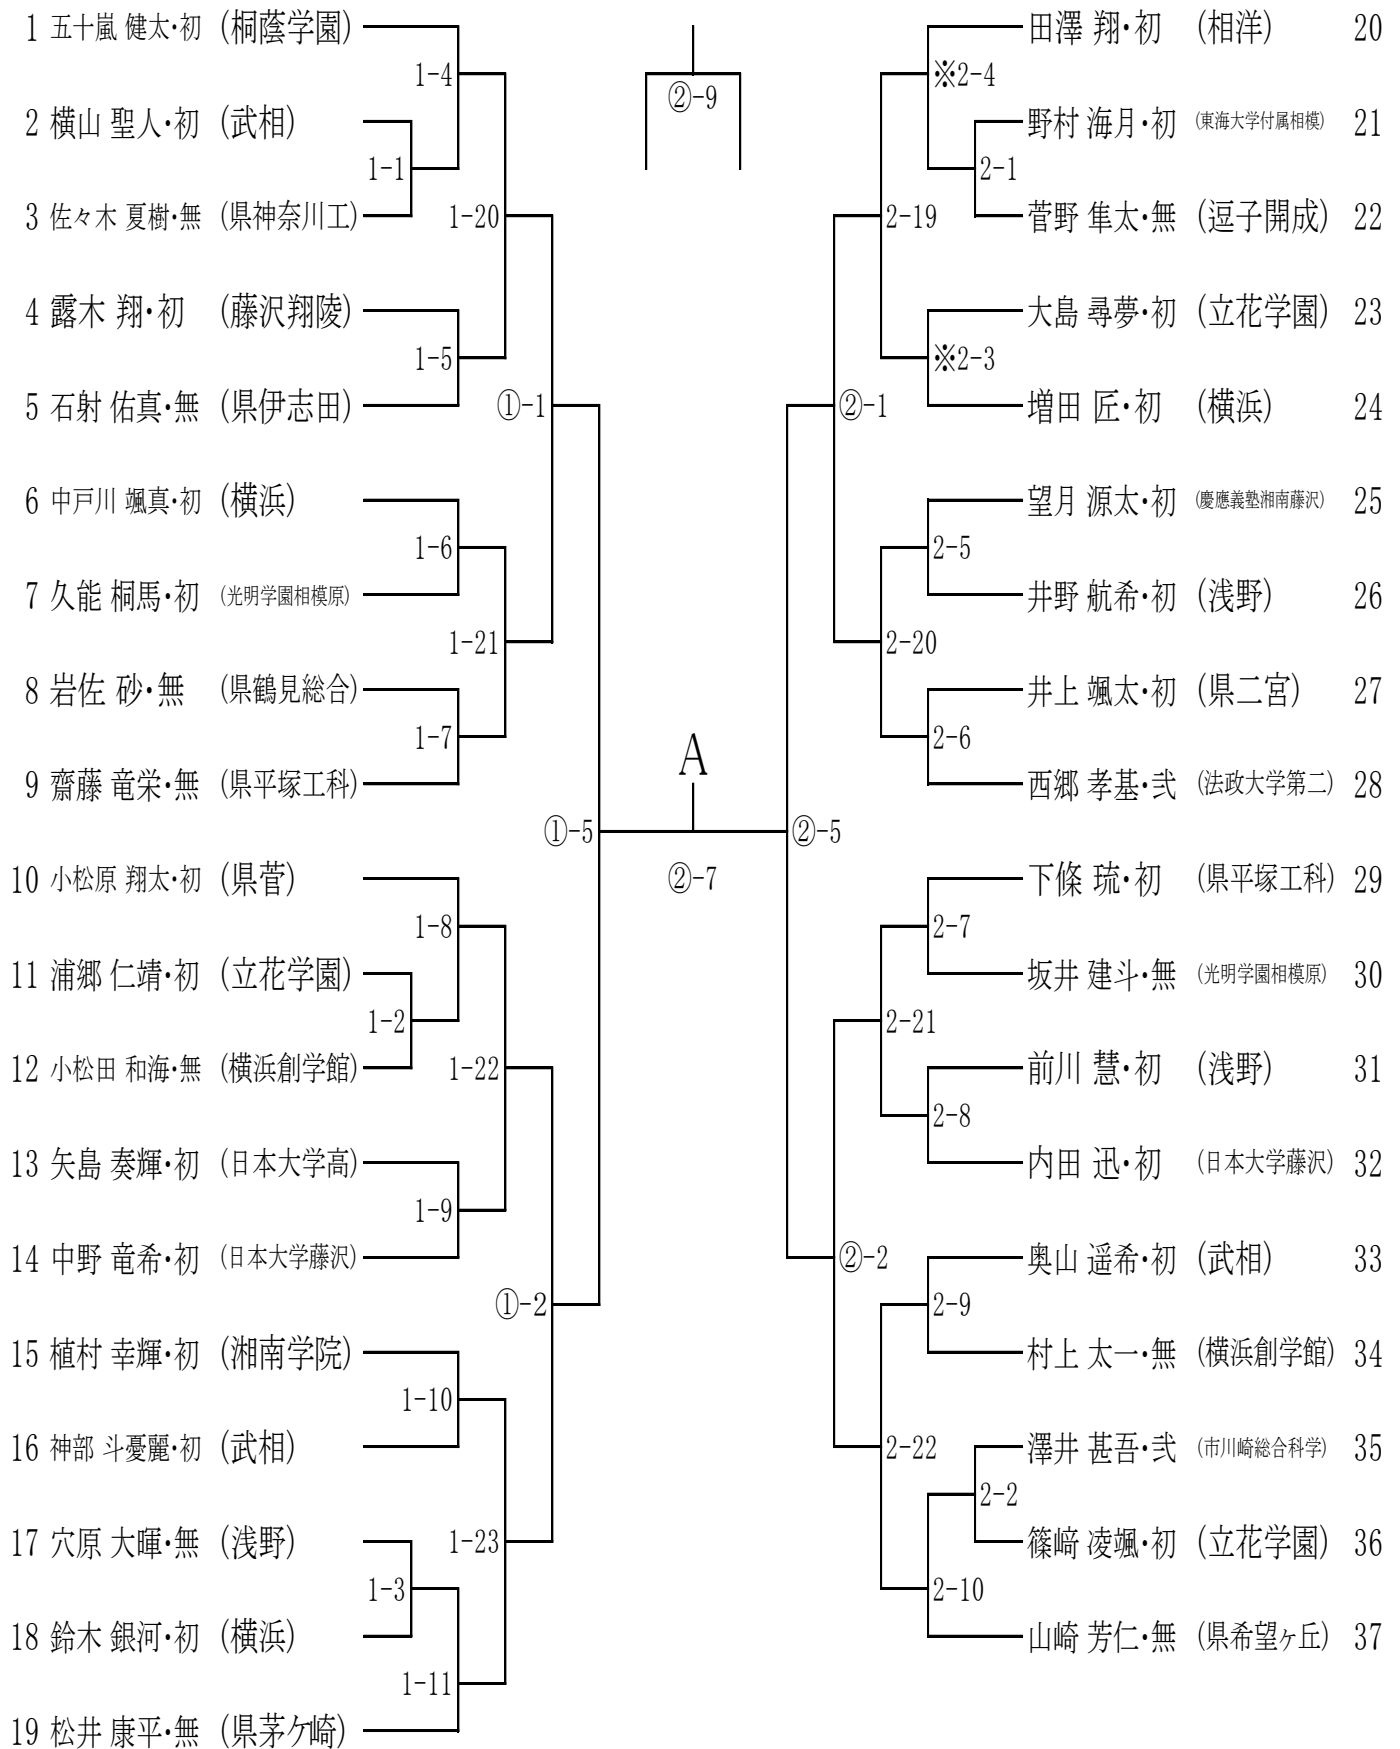 1 五十嵐 健太・初 (桐蔭学園)
1-4
2 横山 聖人・初 (武相)
1-1
3 佐々木 夏樹・無 (県神奈川工)
1-20
4 露木 翔・初 (藤沢翔陵)
1-5
5 石射 佑真・無 (県伊志田)
①-1
6 中戸川 颯真・初 (横浜)
1-6
7 久能 桐馬・初 (光明学園相模原)
1-21
8 岩佐 砂・無 (県鶴見総合)
1-7
9 齋藤 竜栄・無 (県平塚工科)
①-5
10 小松原 翔太・初 (県菅)
1-8
11 浦郷 仁靖・初 (立花学園)
1-2
12 小松田 和海・無 (横浜創学館)
1-22
13 矢島 奏輝・初 (日本大学高)
1-9
14 中野 竜希・初 (日本大学藤沢)
①-2
15 植村 幸輝・初 (湘南学院)
1-10
16 神部 斗憂麗・初 (武相)
17 穴原 大暉・無 (浅野)
1-23
1-3
18 鈴木 銀河・初 (横浜)
1-11
19 松井 康平・無 (県茅ケ崎)
②-9
A
②-7
田澤 翔・初 (相洋) 20
※2-4
野村 海月・初 (東海大学付属相模) 21
2-1
菅野 隼太・無 (逗子開成) 22
2-19
大島 尋夢・初 (立花学園) 23
※2-3
増田 匠・初 (横浜) 24
②-1
望月 源太・初 (慶應義塾湘南藤沢) 25
2-5
井野 航希・初 (浅野) 26
2-20
井上 颯太・初 (県二宮) 27
2-6
西郷 孝基・弐 (法政大学第二) 28
②-5
下條 琉・初 (県平塚工科) 29
2-7
坂井 建斗・無 (光明学園相模原) 30
2-21
前川 慧・初 (浅野) 31
2-8
内田 迅・初 (日本大学藤沢) 32
②-2
奥山 遥希・初 (武相) 33
2-9
村上 太一・無 (横浜創学館) 34
2-22
澤井 甚吾・弐 (市川崎総合科学) 35
2-2
篠﨑 凌颯・初 (立花学園) 36
2-10
山崎 芳仁・無 (県希望ヶ丘) 37